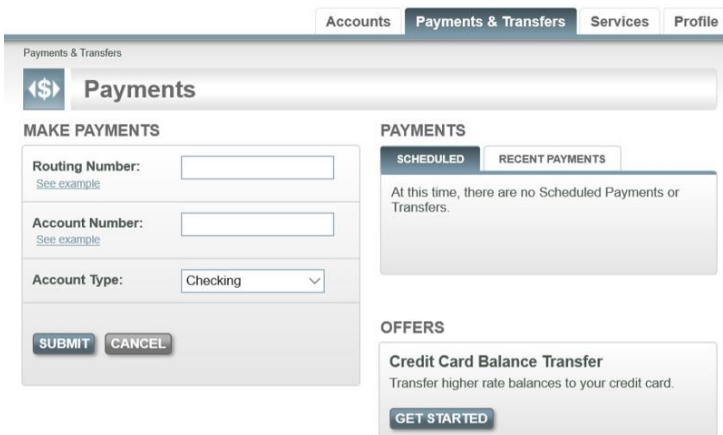 Accounts
Payments & Transfers
Services
Profile
Payments & Transfers
($)
Payments
MAKE PAYMENTS
Routing Number:
See example
Account Number:
See example
Account Type:
Checking
SUBMIT
CANCEL
PAYMENTS
SCHEDULED
RECENT PAYMENTS
At this time, there are no Scheduled Payments or
Transfers.
OFFERS
Credit Card Balance Transfer
Transfer higher rate balances to your credit card.
GET STARTED